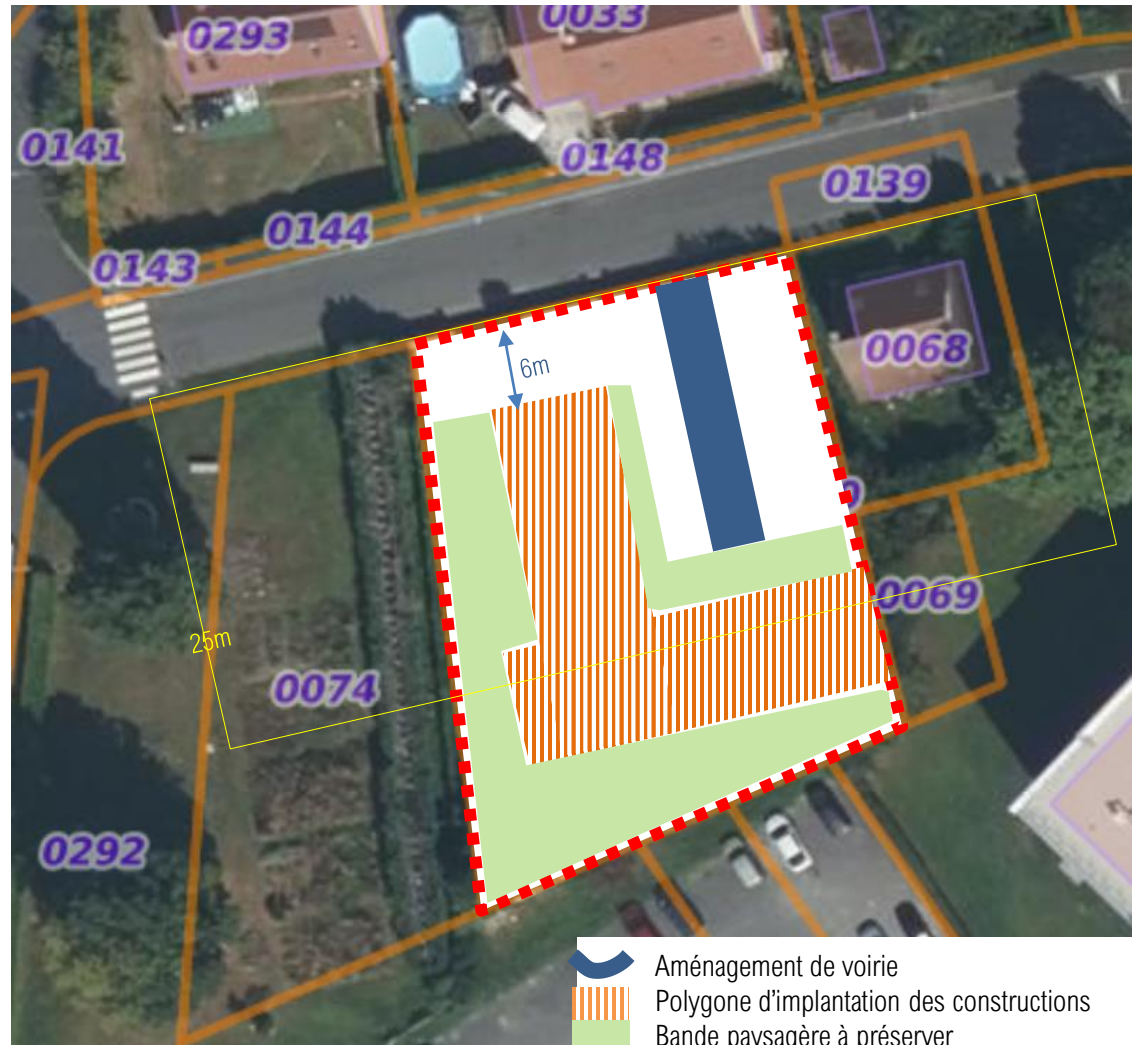 0293
0033
0141
0148
0139
0144
0143
0068
6m
0069
25m
0074
0292
Aménagement de voirie
Polygone d'implantation des constructions
Bande paysagère à préserver